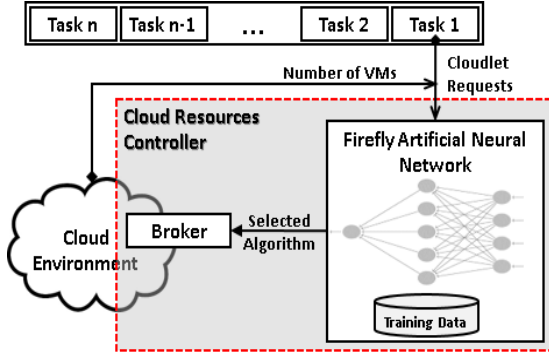 Task n Task n-1 ... Task 2 Task 1
Number of VMs
Cloudlet
Requests
Cloud Resources
Controller
Firefly Artificial Neural
Network
Broker
Selected
Algorithm
Cloud
Environment
Training Data